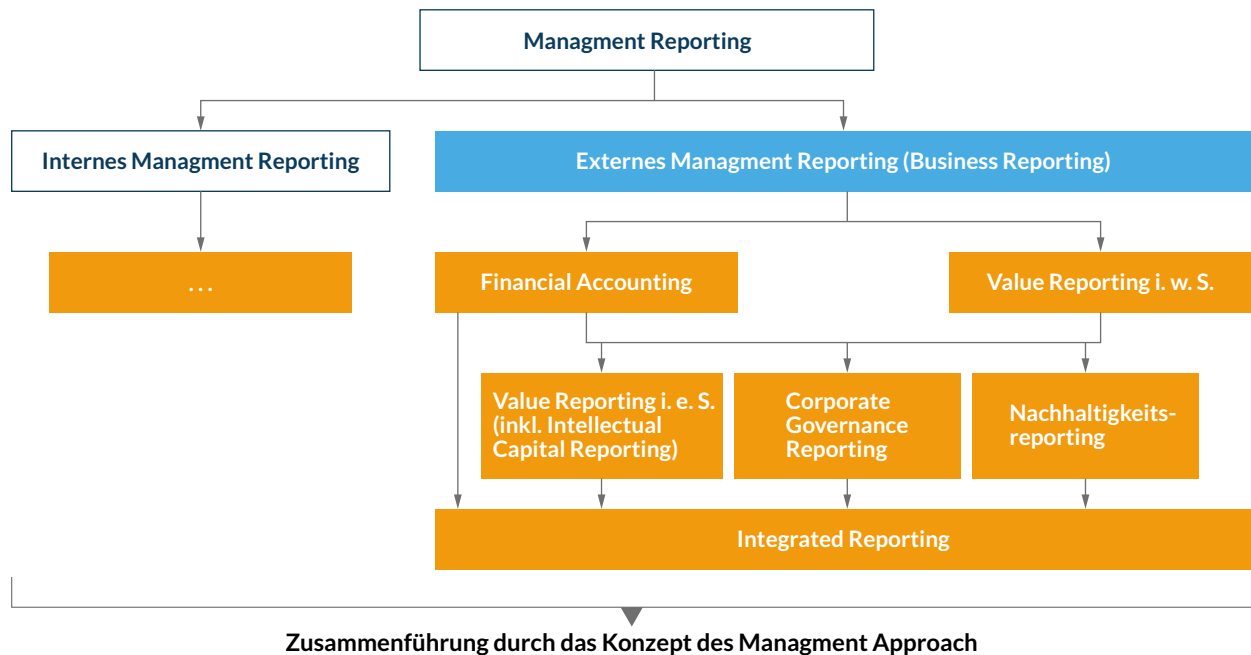 Managment Reporting
Internes Managment Reporting
Externes Managment Reporting (Business Reporting)
...
Financial Accounting
Value Reporting i. w. S.
Value Reporting i. e. S.
(inkl. Intellectual
Capital Reporting)
Corporate
Governance
Reporting
Nachhaltigkeits-
reporting
Integrated Reporting
Zusammenführung durch das Konzept des Managment Approach